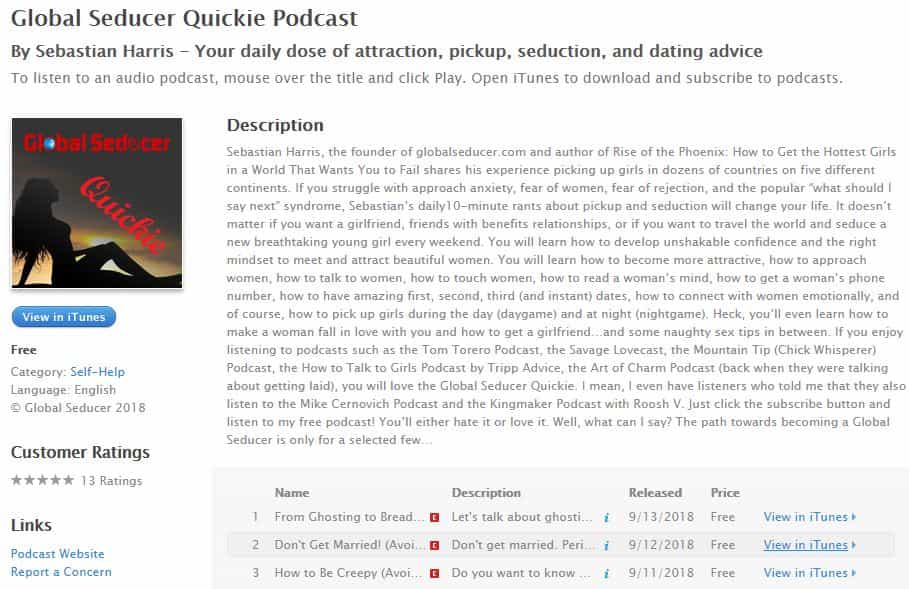 Global Seducer Quickie Podcast
By Sebastian Harris – Your daily dose of attraction, pickup, seduction, and dating advice
To listen to an audio podcast, mouse over the title and click Play. Open iTunes to download and subscribe to podcasts.
Global Seducer
Quickie
View in iTunes
Free
Category: Self-Help
Language: English
© Global Seducer 2018
Customer Ratings
★★★★★ 13 Ratings
Links
Podcast Website
Report a Concern
Description
Sebastian Harris, the founder of globalseducer.com and author of Rise of the Phoenix: How to Get the Hottest Girls
in a World That Wants You to Fail shares his experience picking up girls in dozens of countries on five different
continents. If you struggle with approach anxiety, fear of women, fear of rejection, and the popular “what should I
say next” syndrome, Sebastian’s daily10-minute rants about pickup and seduction will change your life. It doesn’t
matter if you want a girlfriend, friends with benefits relationships, or if you want to travel the world and seduce a
new breathtaking young girl every weekend. You will learn how to develop unshakable confidence and the right
mindset to meet and attract beautiful women. You will learn how to become more attractive, how to approach
women, how to talk to women, how to touch women, how to read a woman’s mind, how to get a woman’s phone
number, how to have amazing first, second, third (and instant) dates, how to connect with women emotionally, and
of course, how to pick up girls during the day (daygame) and at night (nightgame). Heck, you’ll even learn how to
make a woman fall in love with you and how to get a girlfriend…and some naughty sex tips in between. If you enjoy
listening to podcasts such as the Tom Torero Podcast, the Savage Lovecast, the Mountain Tip (Chick Whisperer)
Podcast, the How to Talk to Girls Podcast by Tripp Advice, the Art of Charm Podcast (back when they were talking
about getting laid), you will love the Global Seducer Quickie. I mean, I even have listeners who told me that they also
listen to the Mike Cernovich Podcast and the Kingmaker Podcast with Roosh V. Just click the subscribe button and
listen to my free podcast! You’ll either hate it or love it. Well, what can I say? The path towards becoming a Global
Seducer is only for a selected few…
Name Description Released Price
1 From Ghosting to Bread... E Let's talk about ghosti... i 9/13/2018 Free View in iTunes
2 Don't Get Married! (Avoi... E Don't get married. Peri... i 9/12/2018 Free View in iTunes
3 How to Be Creepy (Avoi... E Do you want to know ... i 9/11/2018 Free View in iTunes